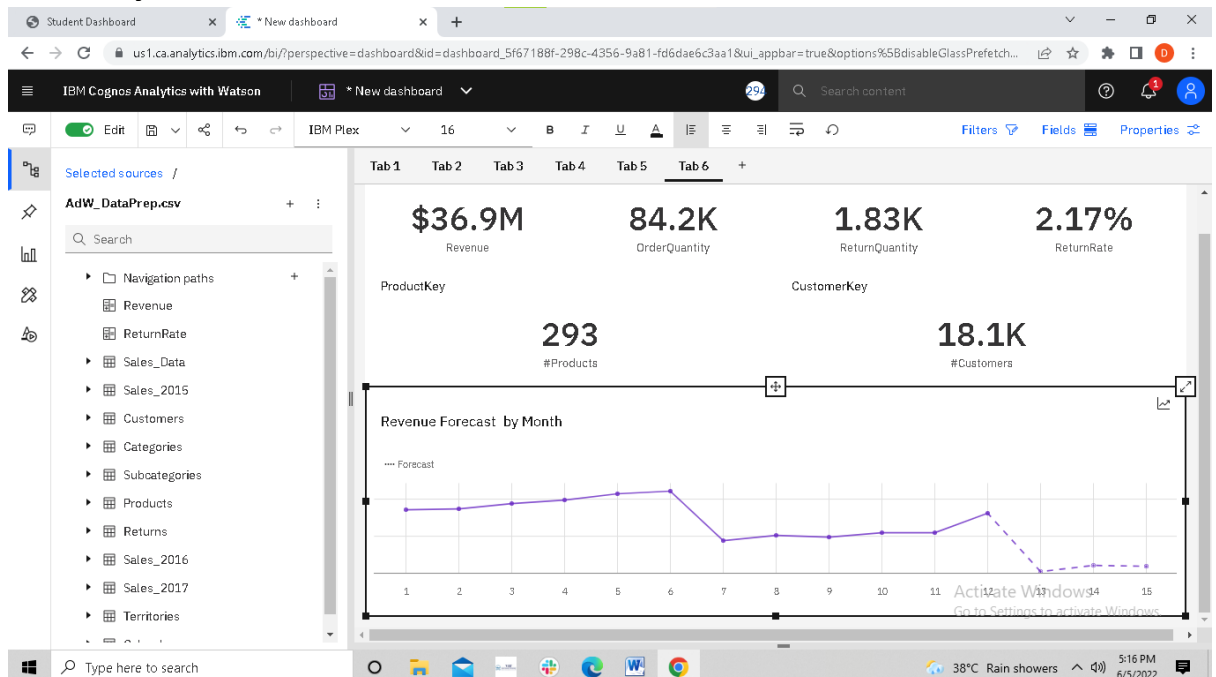 Student Dashboard × * New dashboard × +
us1.ca.analytics.ibm.com/bi/?perspective=dashboard&id=dashboard_5f67188f-298c-4356-9a81-fd6dae6c3aa1&ui_appbar=true&options%5BdisableGlassPrefetch... D
IBM Cognos Analytics with Watson * New dashboard 294 Search content 1
Edit IBM Plex 16 B I U A Filters Fields Properties
Selected sources / Tab 1 Tab 2 Tab 3 Tab 4 Tab 5 Tab 6 +
AdW_DataPrep.csv + :
Search
Navigation paths +
Revenue
ReturnRate
Sales_Data
Sales_2015
Customers
Categories
Subcategories
Products
Returns
Sales_2016
Sales_2017
Territories
$36.9M 84.2K 1.83K 2.17%
Revenue OrderQuantity ReturnQuantity ReturnRate
ProductKey CustomerKey
293 18.1K
#Products #Customers
Revenue Forecast by Month
Forecast
1 2 3 4 5 6 7 8 9 10 11 12 13 14 15
Activate Windows
Go to Settings to activate Windows.
Type here to search 38°C Rain showers 5:16 PM
6/5/2022